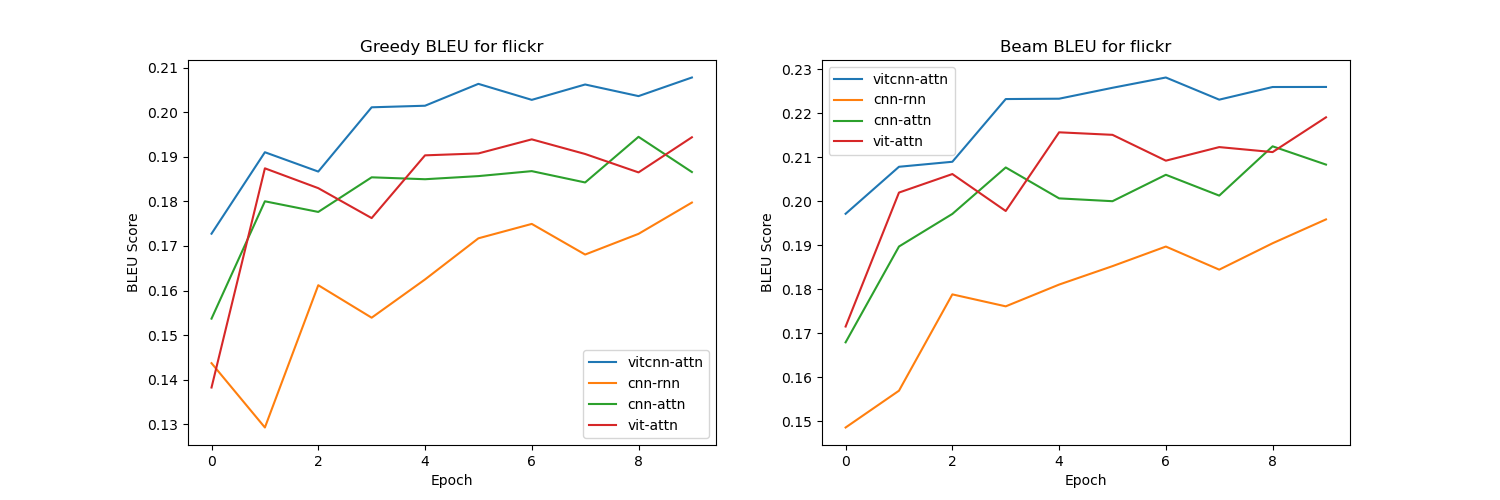 Greedy BLEU for flickr
BLEU Score
0.21
0.20
0.19
0.18
0.17
0.16
0.15
0.14
0.13
vitcnn-attn
cnn-rnn
cnn-attn
vit-attn
0 2 4 6 8
Epoch
Beam BLEU for flickr
BLEU Score
0.23
0.22
0.21
0.20
0.19
0.18
0.17
0.16
0.15
vitcnn-attn
cnn-rnn
cnn-attn
vit-attn
0 2 4 6 8
Epoch